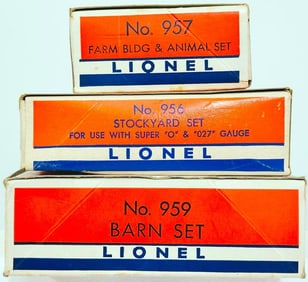 No. 957
FARM BLDG & ANIMAL SET
LIONEL
No. 956
STOCKYARD SET
FOR USE WITH SUPER "O" & "027" GAUGE
LIONEL
No. 959
BARN SET
LIONEL